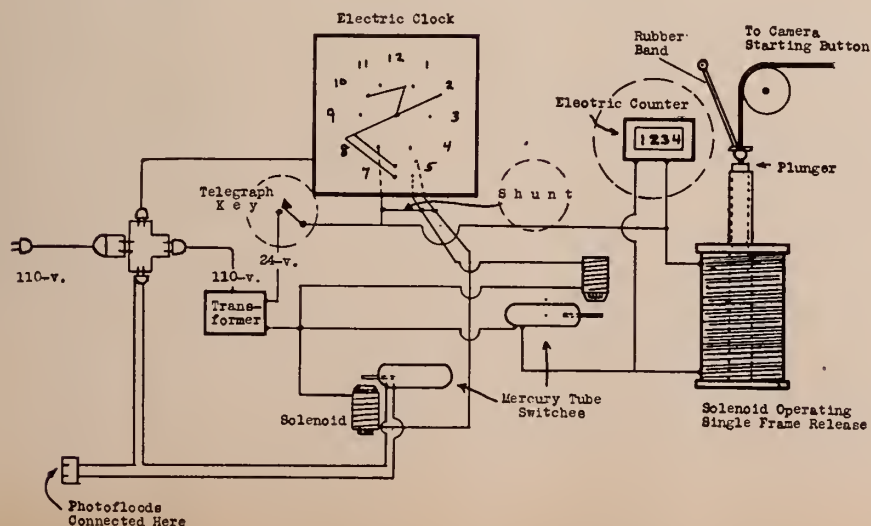 Electric Clock
12
11
1
10
2
9
3
8
4
7
5
Rubber
Band
To Camera
Starting Button
Electric Counter
1234
Plunger
Telegraph
Key
Shunt
110-v.
110-v.
24-v.
Trans-
former
Solenoid
Mercury Tube
Switches
Solenoid Operating
Single Frame Release
Photofloods
Connected Here